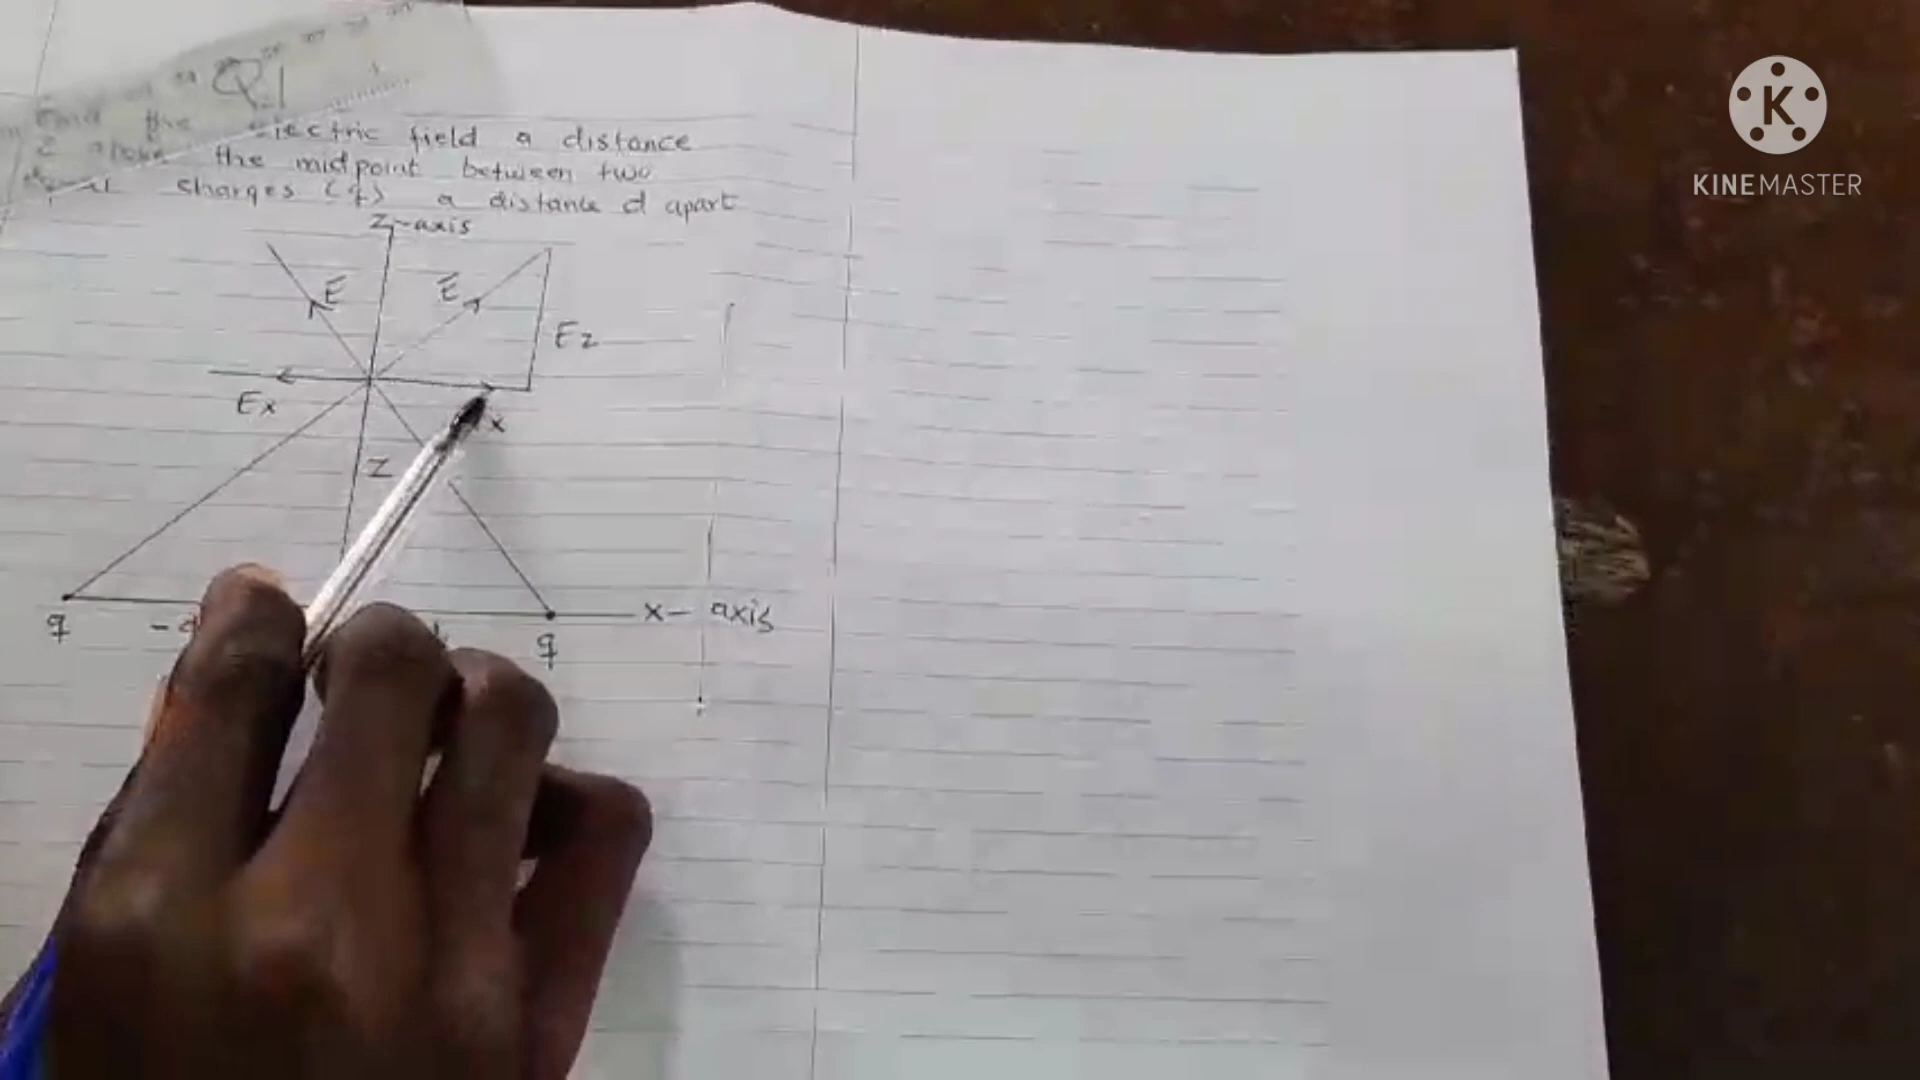 Q1
Find the electric field a distance
z above the midpoint between two
equal charges (q) a distance d apart
z-axis
E E
Ez
Ex
x
z
x- axis
q q
K
KINEMASTER